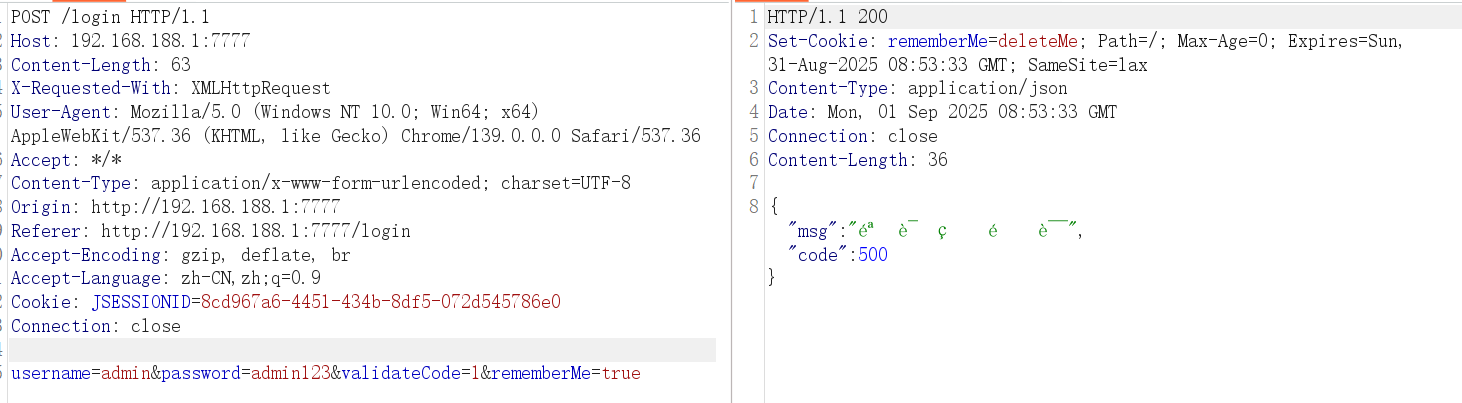 POST /login HTTP/1.1
Host: 192.168.188.1:7777
Content-Length: 63
X-Requested-With: XMLHttpRequest
User-Agent: Mozilla/5.0 (Windows NT 10.0; Win64; x64)
AppleWebKit/537.36 (KHTML, like Gecko) Chrome/139.0.0.0 Safari/537.36
Accept: */*
Content-Type: application/x-www-form-urlencoded; charset=UTF-8
Origin: http://192.168.188.1:7777
Referer: http://192.168.188.1:7777/login
Accept-Encoding: gzip, deflate, br
Accept-Language: zh-CN,zh;q=0.9
Cookie: JSESSIONID=8cd967a6-4451-434b-8df5-072d545786e0
Connection: close
username=admin&password=admin123&validateCode=1&rememberMe=true
1 HTTP/1.1 200
2 Set-Cookie: rememberMe=deleteMe; Path=/; Max-Age=0; Expires=Sun,
31-Aug-2025 08:53:33 GMT; SameSite=lax
3 Content-Type: application/json
4 Date: Mon, 01 Sep 2025 08:53:33 GMT
5 Connection: close
6 Content-Length: 36
7
8 {
"msg":"éª è¯ ç é è¯¯",
"code":500
}